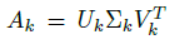 A_k = U_k Σ_k V_k^T